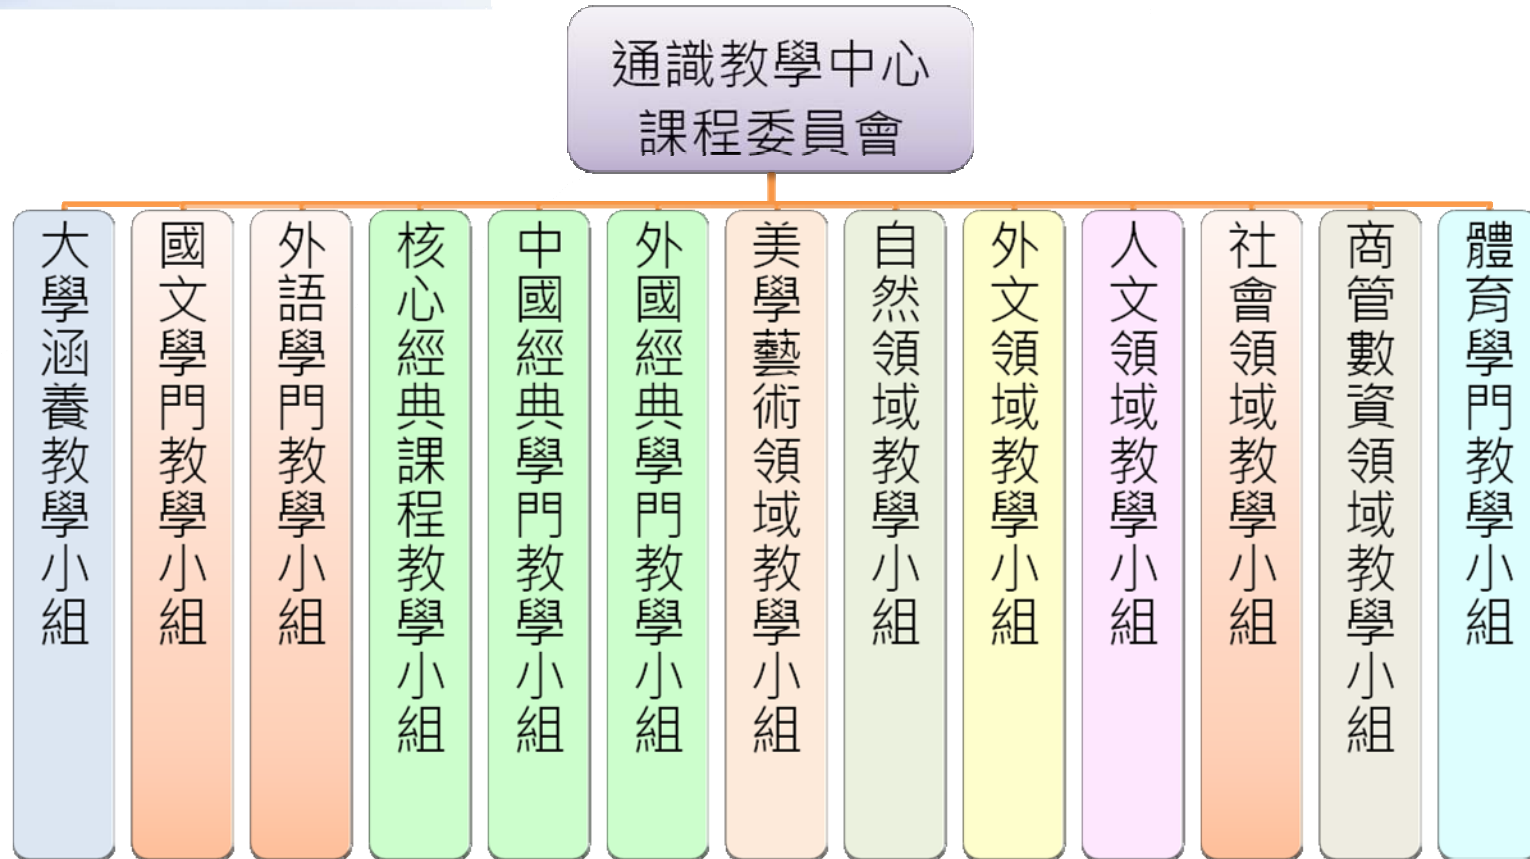 通識教學中心
課程委員會
大學涵養教學小組
國文學門教學小組
外語學門教學小組
核心經典課程教學小組
中國經典學門教學小組
外國經典學門教學小組
美學藝術領域教學小組
自然領域教學小組
外文領域教學小組
人文領域教學小組
社會領域教學小組
商管數資領域教學小組
體育學門教學小組